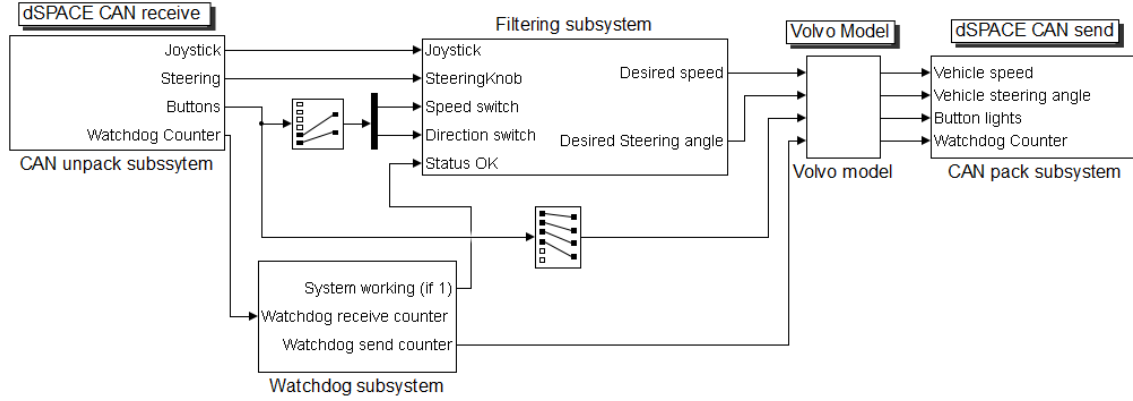 dSPACE CAN receive
Joystick
Steering
Buttons
Watchdog Counter
CAN unpack subssytem
Filtering subsystem
Joystick
SteeringKnob
Speed switch
Direction switch
Status OK
Desired speed
Desired Steering angle
Volvo Model
Volvo model
dSPACE CAN send
Vehicle speed
Vehicle steering angle
Button lights
Watchdog Counter
CAN pack subsystem
System working (if 1)
Watchdog receive counter
Watchdog send counter
Watchdog subsystem